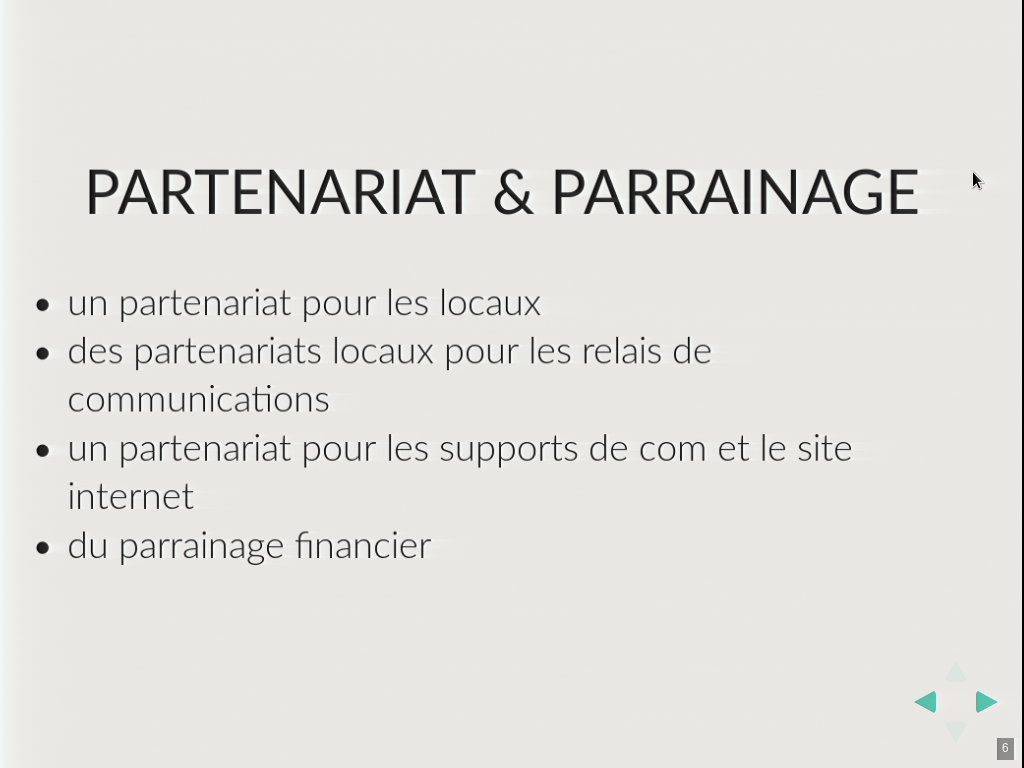 PARTENARIAT & PARRAINAGE
• un partenariat pour les locaux
• des partenariats locaux pour les relais de
communications
• un partenariat pour les supports de com et le site
internet
• du parrainage financier
6